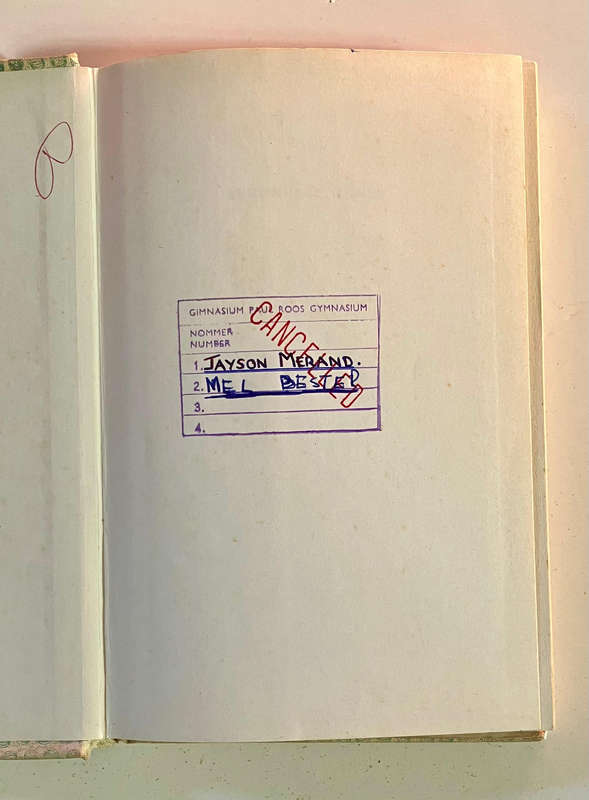 GIMNASIUM PAUL ROOS GYMNASIUM
NOMMER
NUMBER
1. JAYSON MERAND.
2. MEL BESTER
3.
4.
CANCELLED